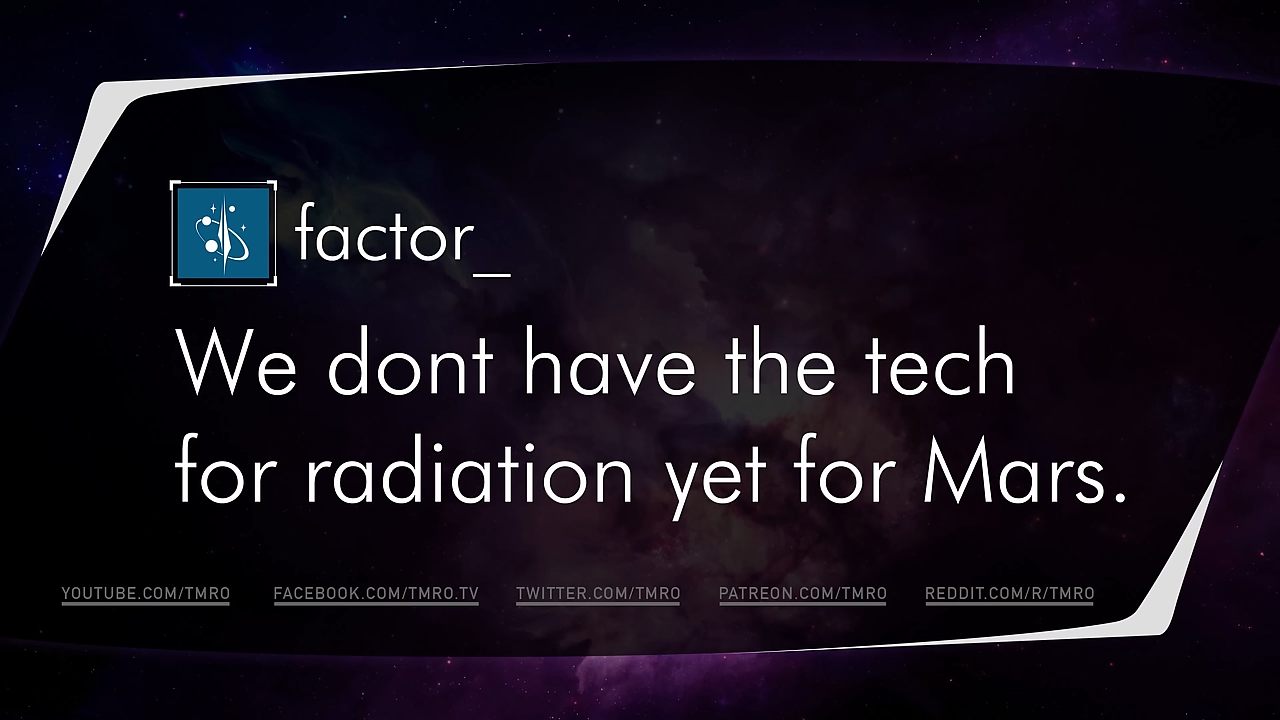 factor_
We dont have the tech
for radiation yet for Mars.
YOUTUBE.COM/TMRO FACEBOOK.COM/TMRO.TV TWITTER.COM/TMRO PATREON.COM/TMRO REDDIT.COM/R/TMRO